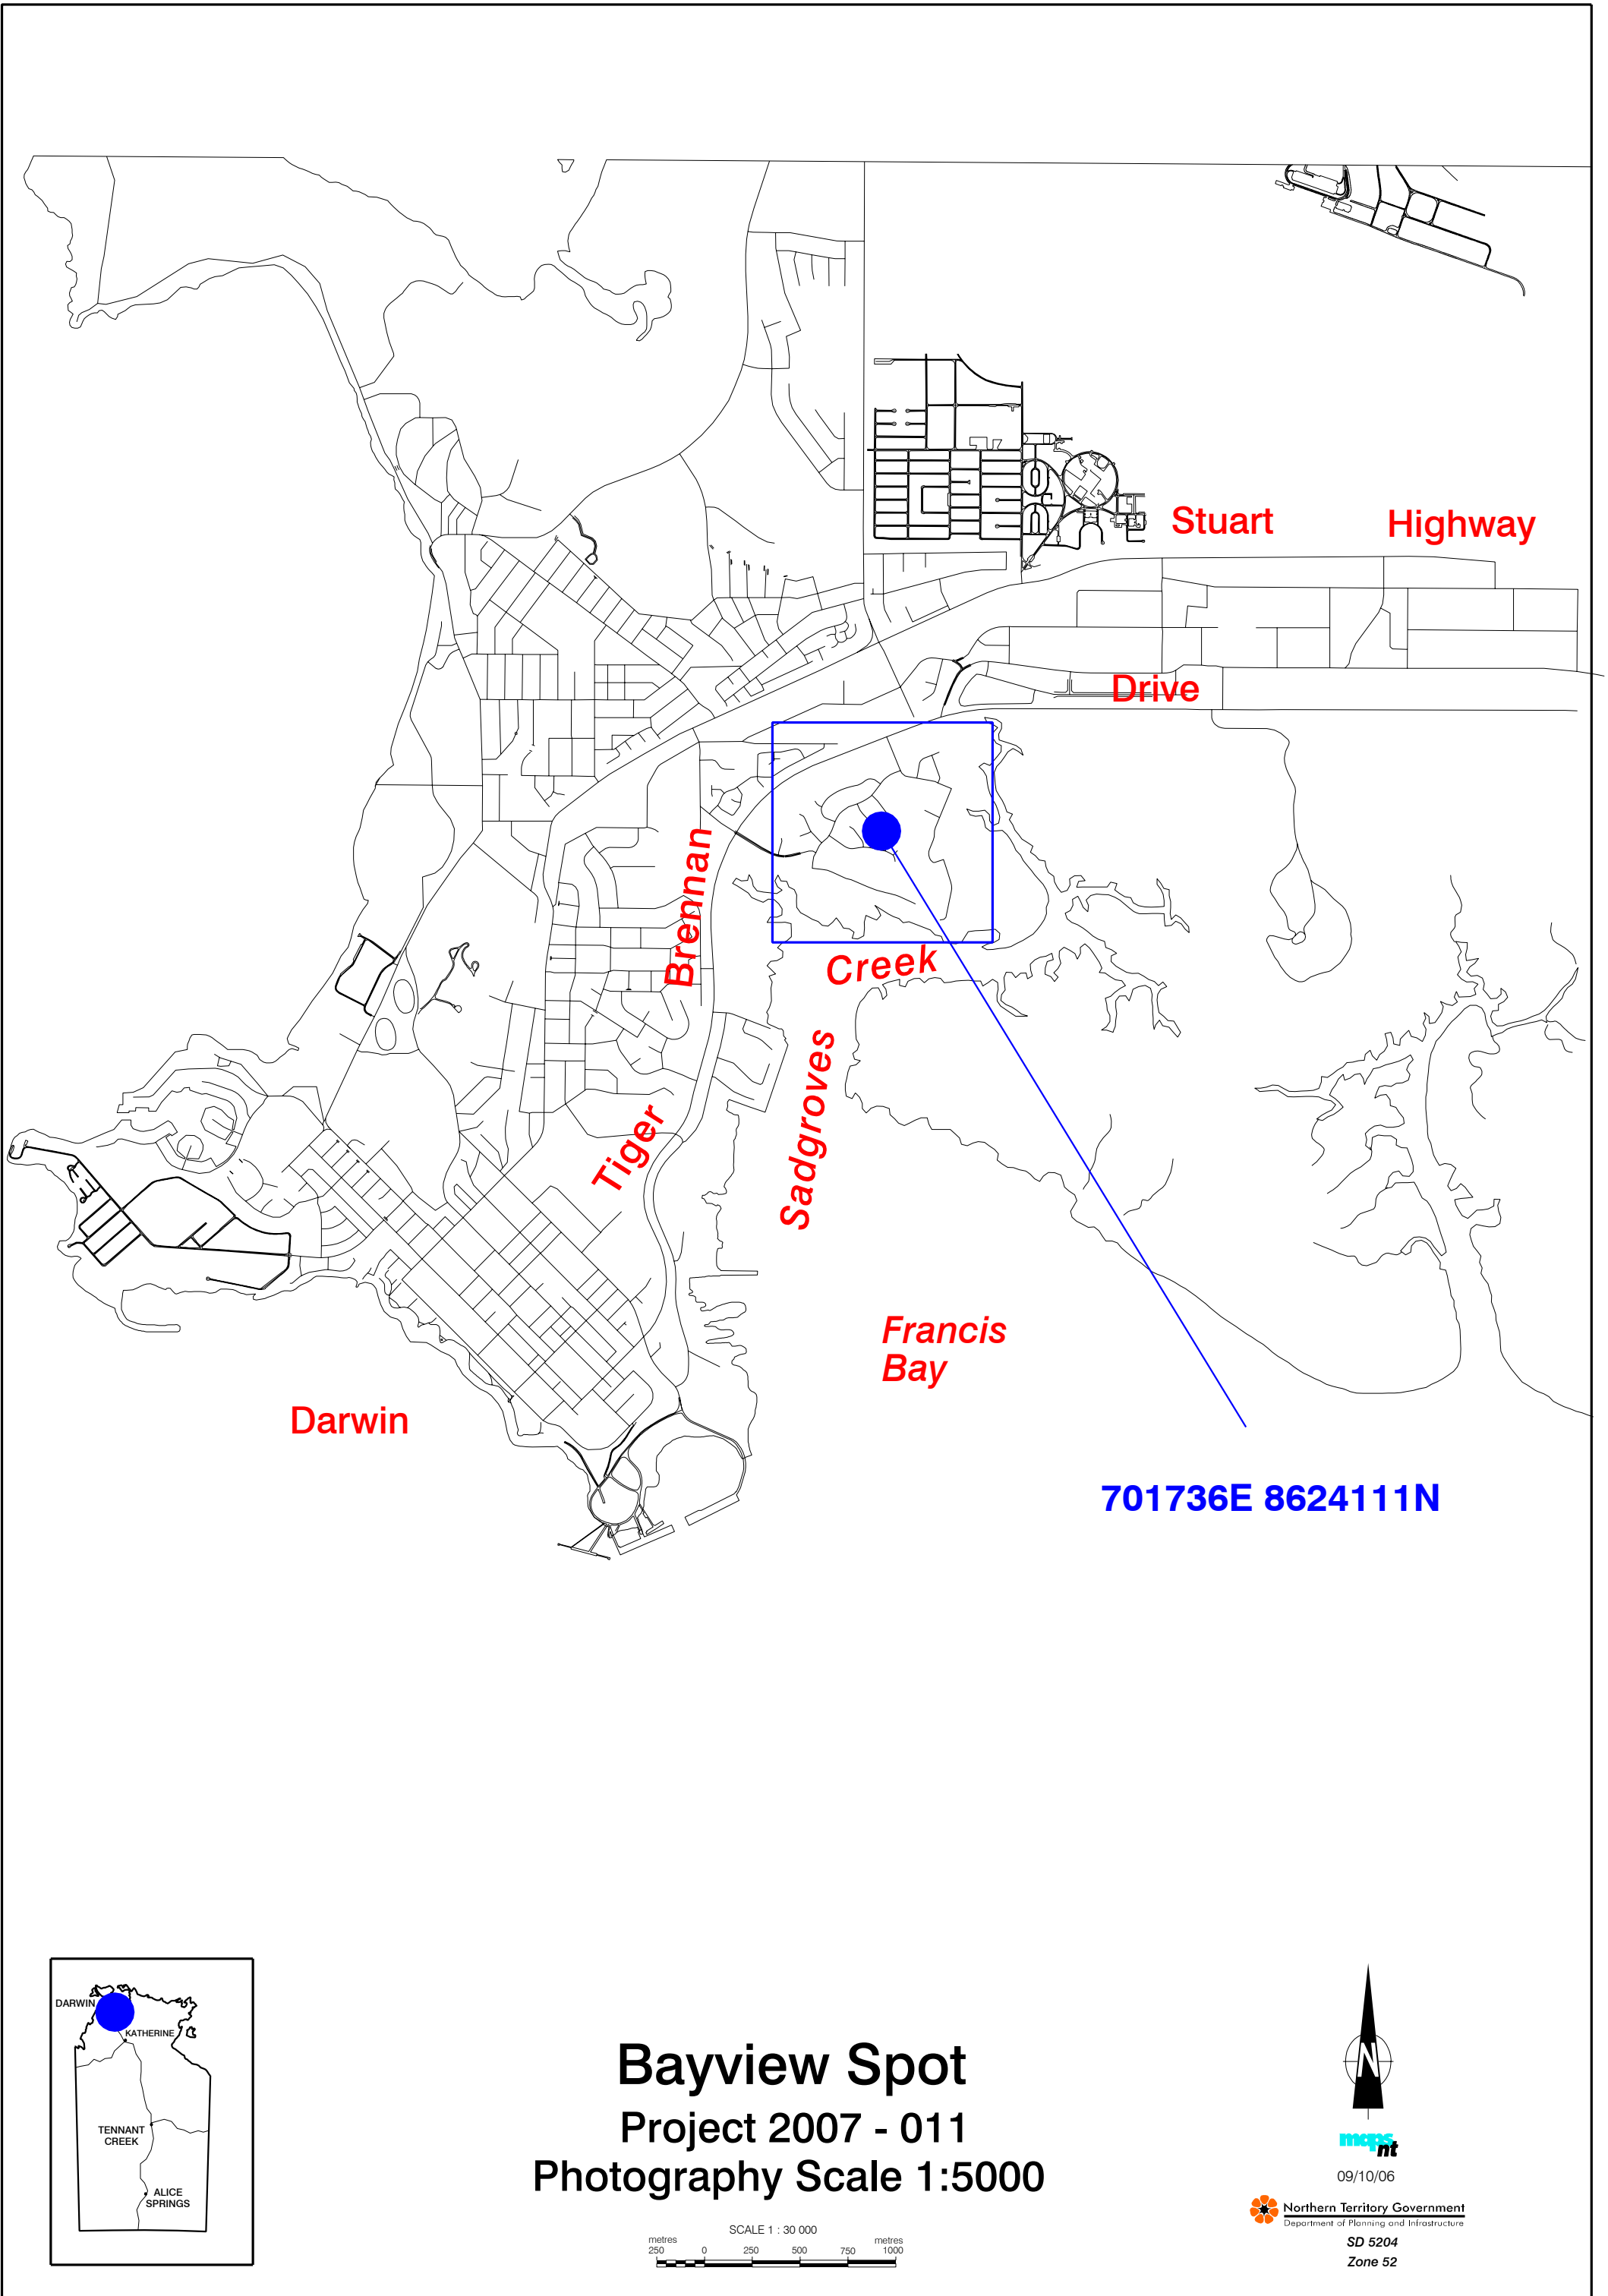 Stuart Highway
Drive
Brennan
Creek
Sadgroves
Tiger
Francis
Bay
Darwin
701736E 8624111N
DARWIN
KATHERINE
TENNANT
CREEK
ALICE
SPRINGS
Bayview Spot
Project 2007 - 011
Photography Scale 1:5000
SCALE 1 : 30 000
metres metres
250 0 250 500 750 1000
N
maps
nt
09/10/06
Northern Territory Government
Department of Planning and Infrastructure
SD 5204
Zone 52